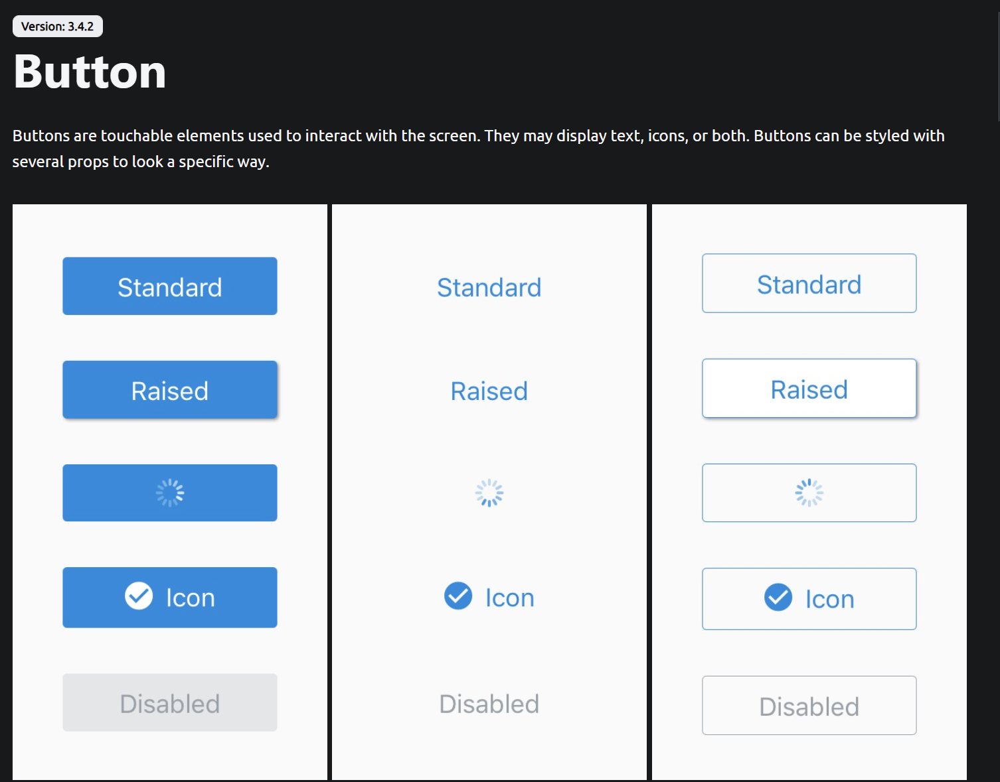 Version: 3.4.2
Button
Buttons are touchable elements used to interact with the screen. They may display text, icons, or both. Buttons can be styled with
several props to look a specific way.
Standard
Raised
Icon
Disabled
Standard
Raised
Icon
Disabled
Standard
Raised
Icon
Disabled